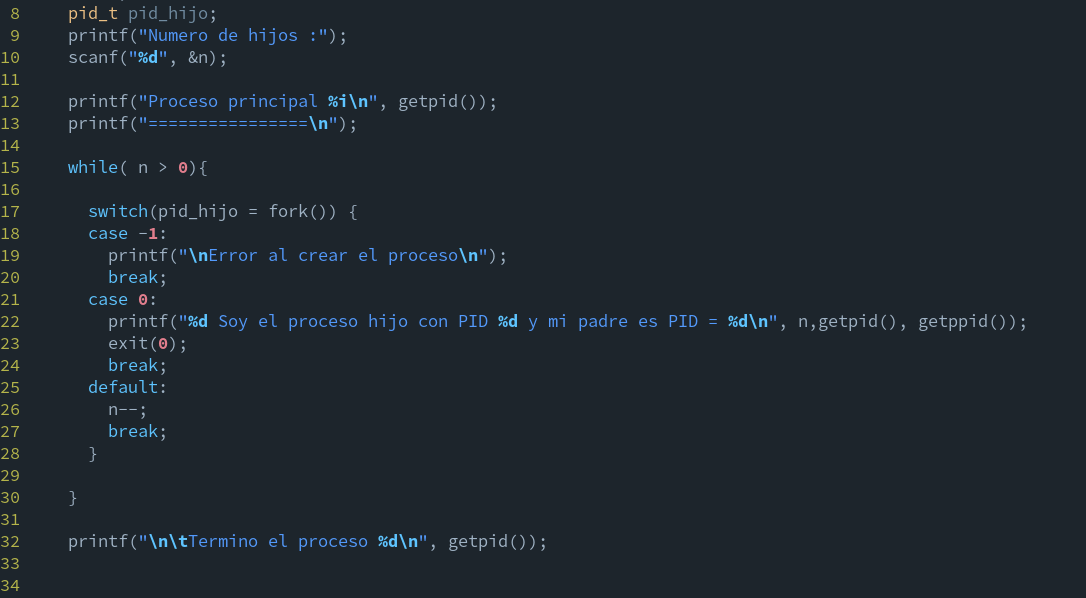 8 pid_t pid_hijo;
9 printf("Numero de hijos :");
10 scanf("%d", &n);
11
12 printf("Proceso principal %i\n", getpid());
13 printf("================\n");
14
15 while( n > 0){
16
17 switch(pid_hijo = fork()) {
18 case -1:
19 printf("\nError al crear el proceso\n");
20 break;
21 case 0:
22 printf("%d Soy el proceso hijo con PID %d y mi padre es PID = %d\n", n,getpid(), getppid());
23 exit(0);
24 break;
25 default:
26 n--;
27 break;
28 }
29
30 }
31
32 printf("\n\tTermino el proceso %d\n", getpid());
33
34